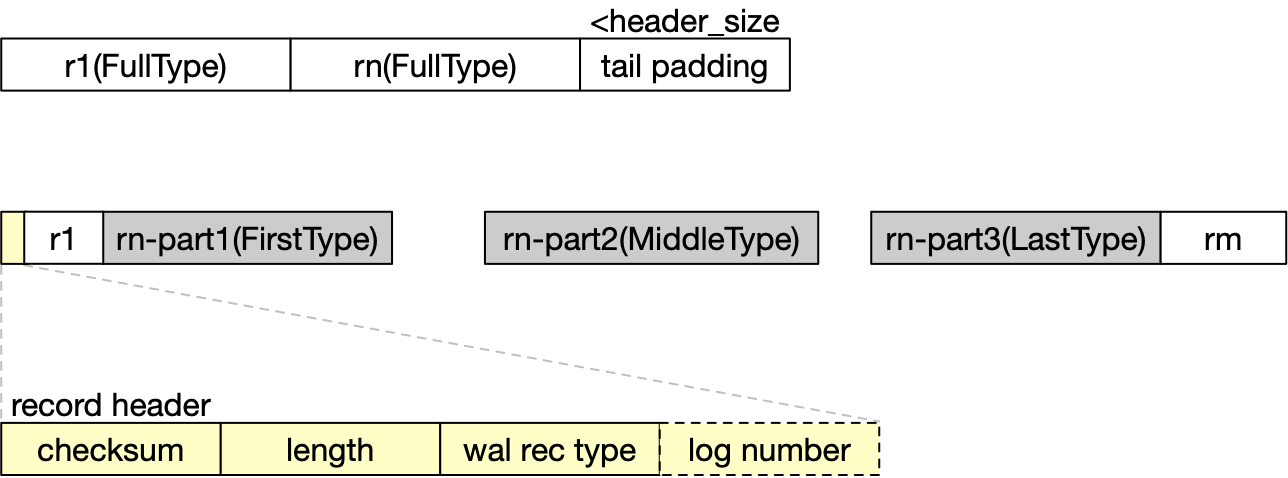 <header_size
r1(FullType) rn(FullType) tail padding
r1 rn-part1(FirstType) rn-part2(MiddleType) rn-part3(LastType) rm
record header
checksum length wal rec type log number